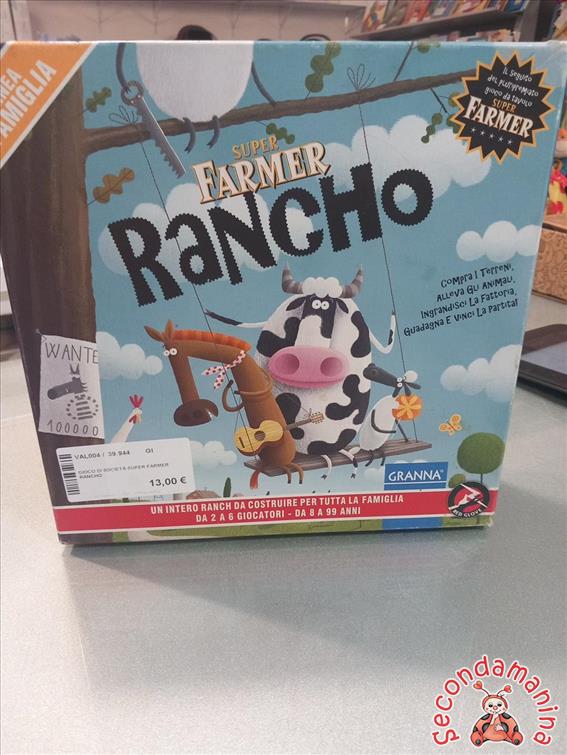 LINEA
FAMIGLIA
IL SEGUITO
DEL PLURIPREMIATO
GIOCO DA TAVOLO
SUPER
FARMER
SUPER
FARMER
RANCHO
COMPRA I TERRENI,
ALLEVA GLI ANIMALI,
INGRANDISCI LA FATTORIA,
GUADAGNA E VINCI LA PARTITA!
WANTE
100000
VAL004 / 39.944 GI
GIOCO DI SOCIETÀ SUPER FARMER
RANCHO
13,00 €
GRANNA
UN INTERO RANCH DA COSTRUIRE PER TUTTA LA FAMIGLIA
DA 2 A 6 GIOCATORI - DA 8 A 99 ANNI
RED GLOVE
Secondamanina